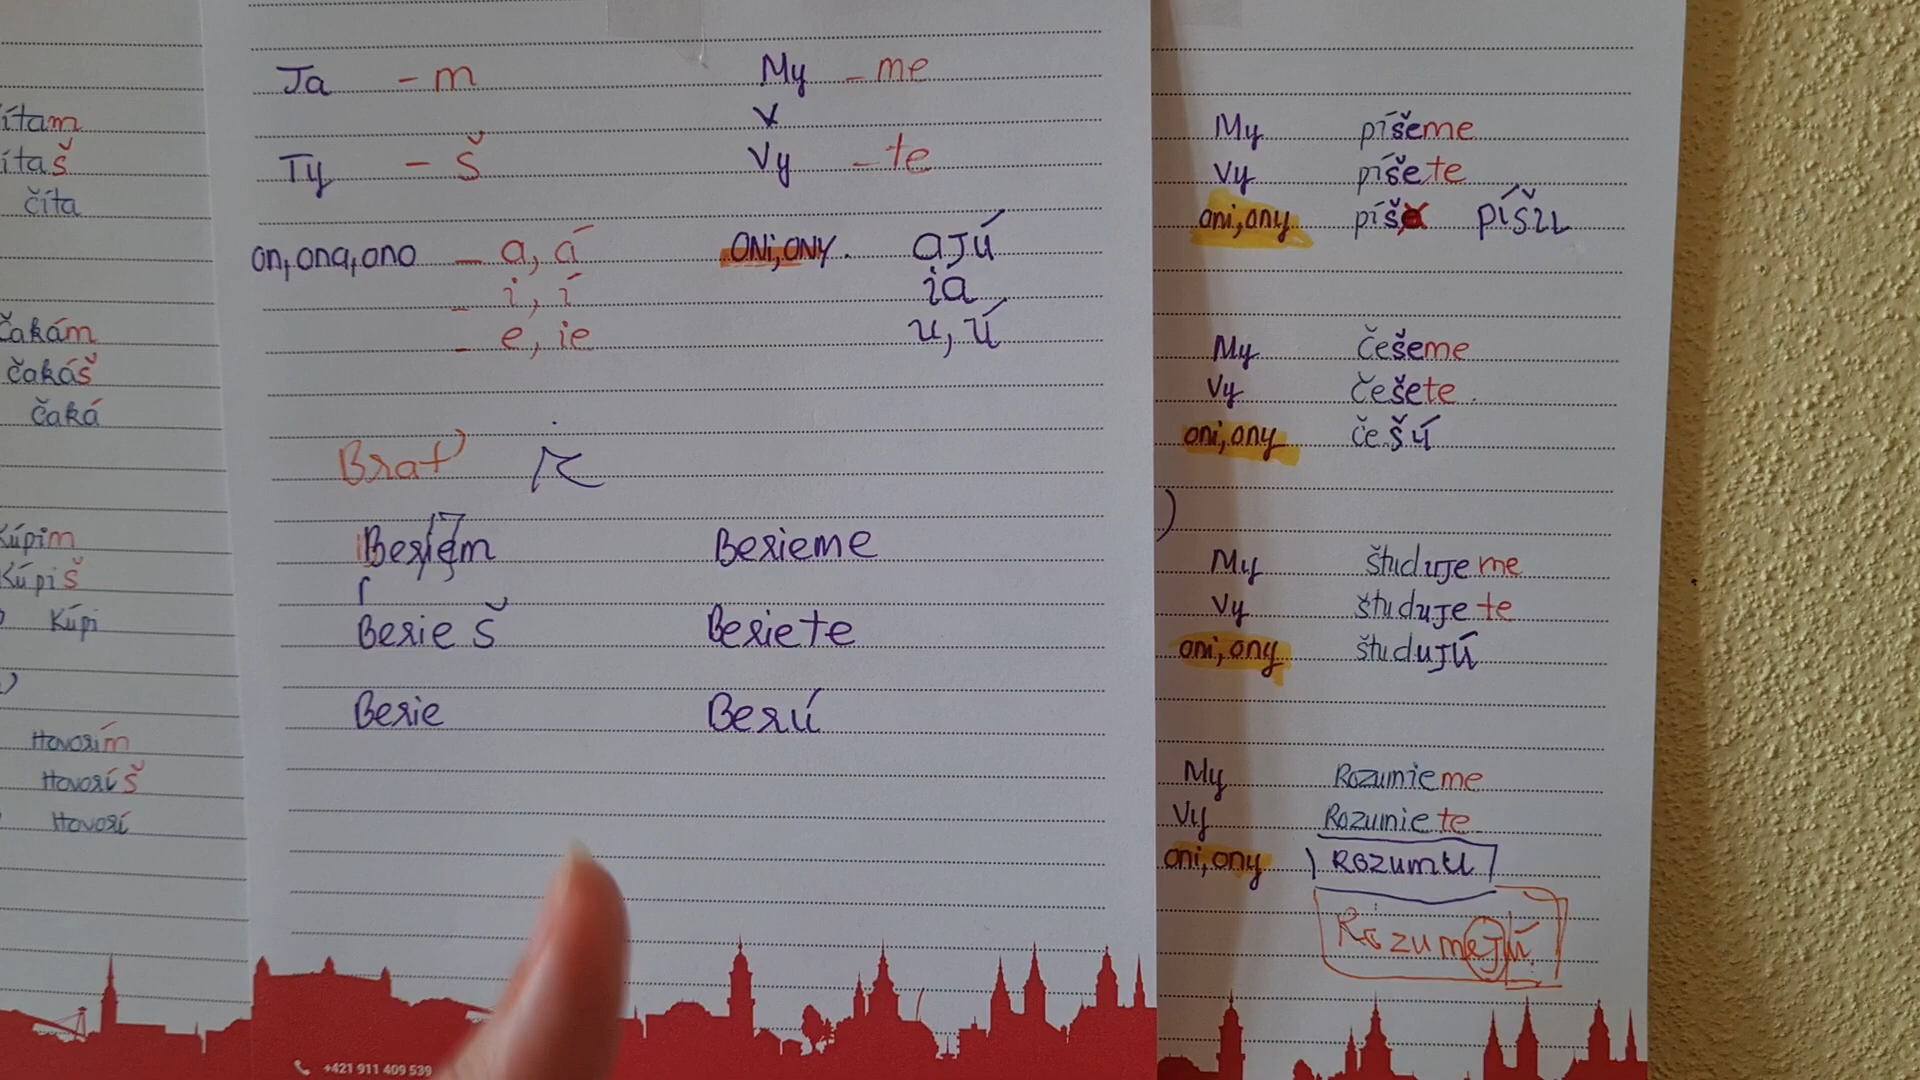 ítam
ítaš
číta
čakám
čakáš
čaká
Kúpim
Kúpiš
Kúpi
Hovorím
Hovoríš
Hovorí
Ja - m My - me
Ty - š Vy - te
on, ona, ono - a, á oni, ony. ajú
- i, í ia
- e, ie u, ú
Brať
Beriem Berieme
Berieš Beriete
Berie Berú
+421 911 409 539
My píšeme
Vy píšete
oni, ony píš píšu
My češeme
Vy češete.
oni, ony češú
)
My študujeme
Vy študujete
oni, ony študujú
My Rozumieme
Vy Rozumiete
oni, ony Rozumu
Rozumejú